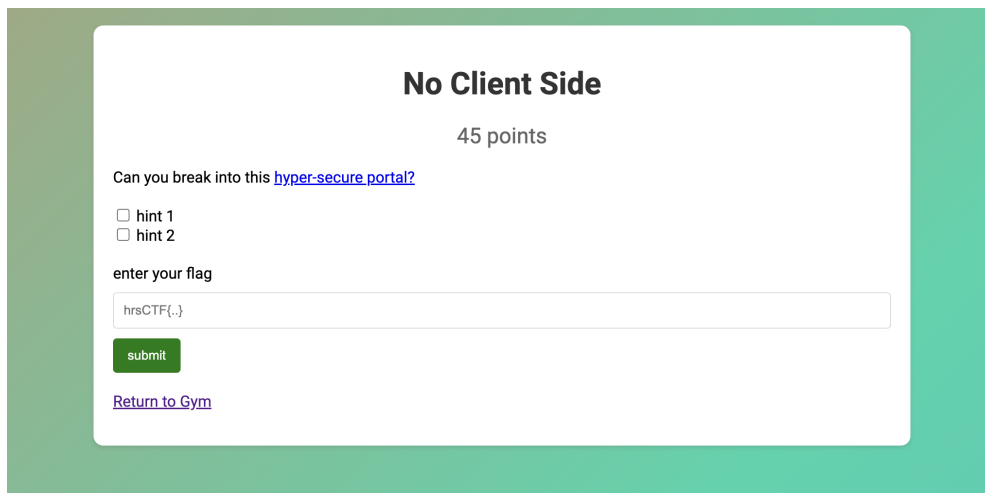 No Client Side
45 points
Can you break into this hyper-secure portal?
hint 1
hint 2
enter your flag
hrsCTF{..}
submit
Return to Gym